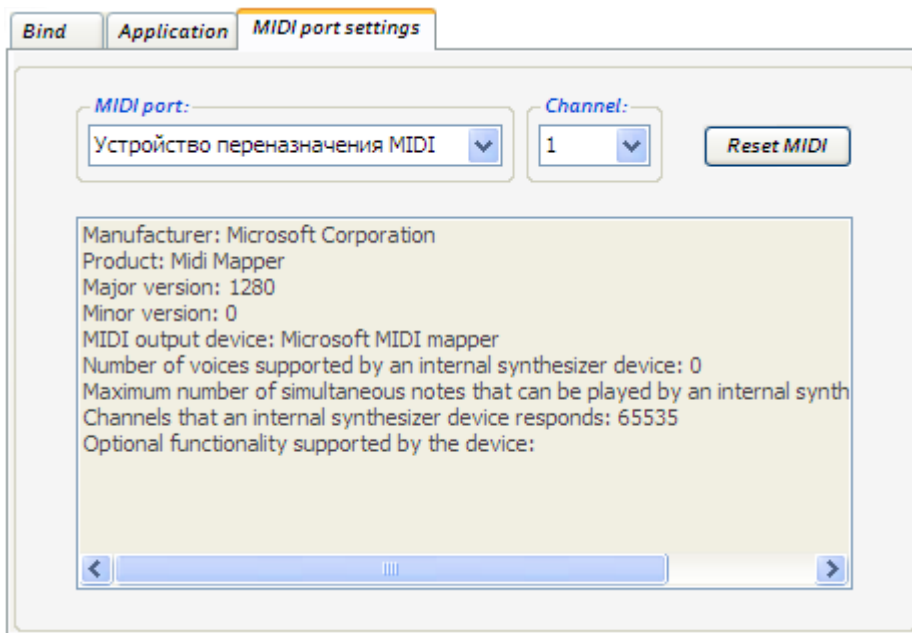 Bind Application MIDI port settings
MIDI port: Channel:
Устройство переназначения MIDI 1 Reset MIDI
Manufacturer: Microsoft Corporation
Product: Midi Mapper
Major version: 1280
Minor version: 0
MIDI output device: Microsoft MIDI mapper
Number of voices supported by an internal synthesizer device: 0
Maximum number of simultaneous notes that can be played by an internal synth
Channels that an internal synthesizer device responds: 65535
Optional functionality supported by the device: